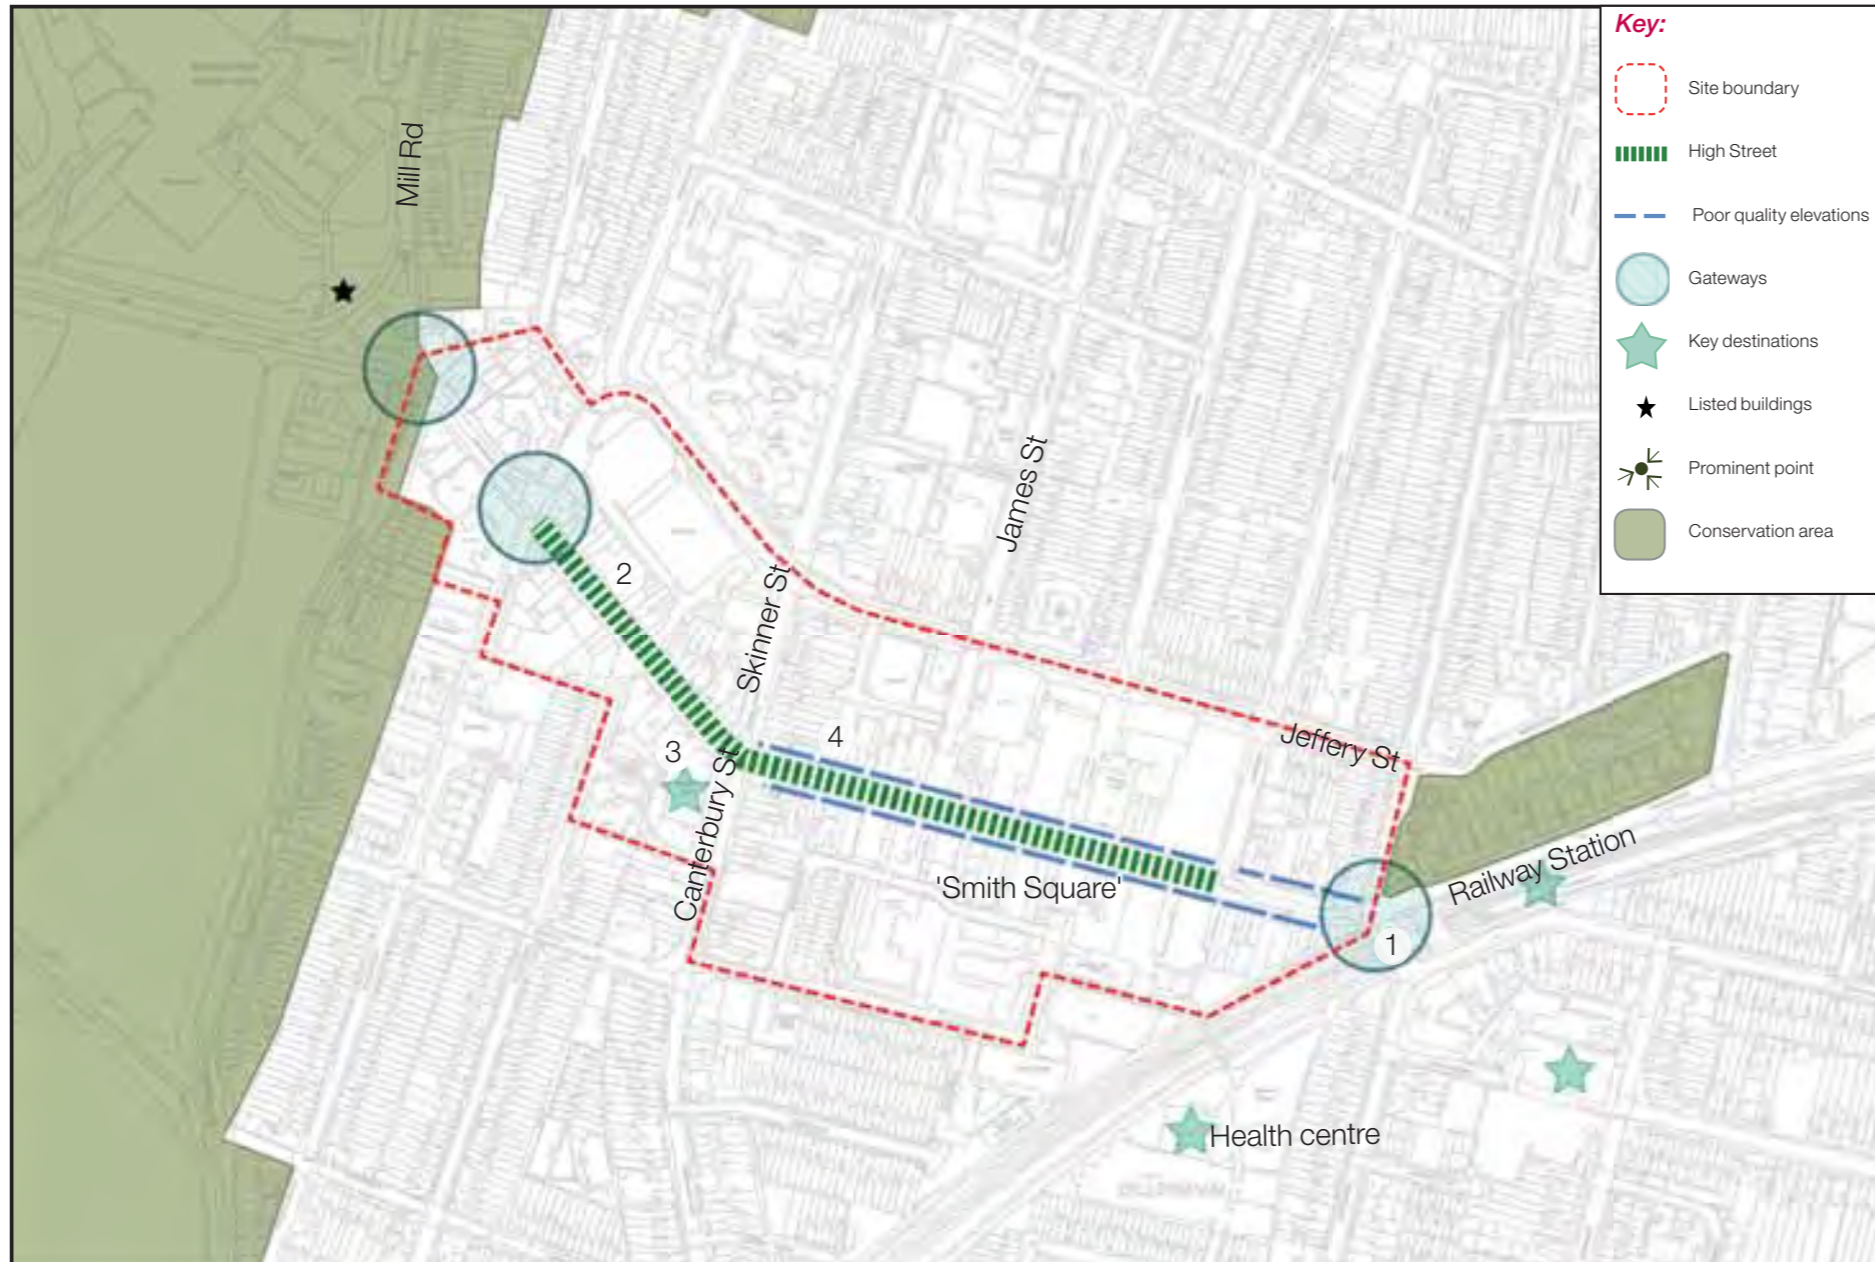 Key:
Site boundary
High Street
Poor quality elevations
Gateways
Key destinations
Listed buildings
Prominent point
Conservation area
Mill Rd
James St
2
Skinner St
3
4
Jeffery St
Canterbury St
'Smith Square'
Railway Station
1
Health centre